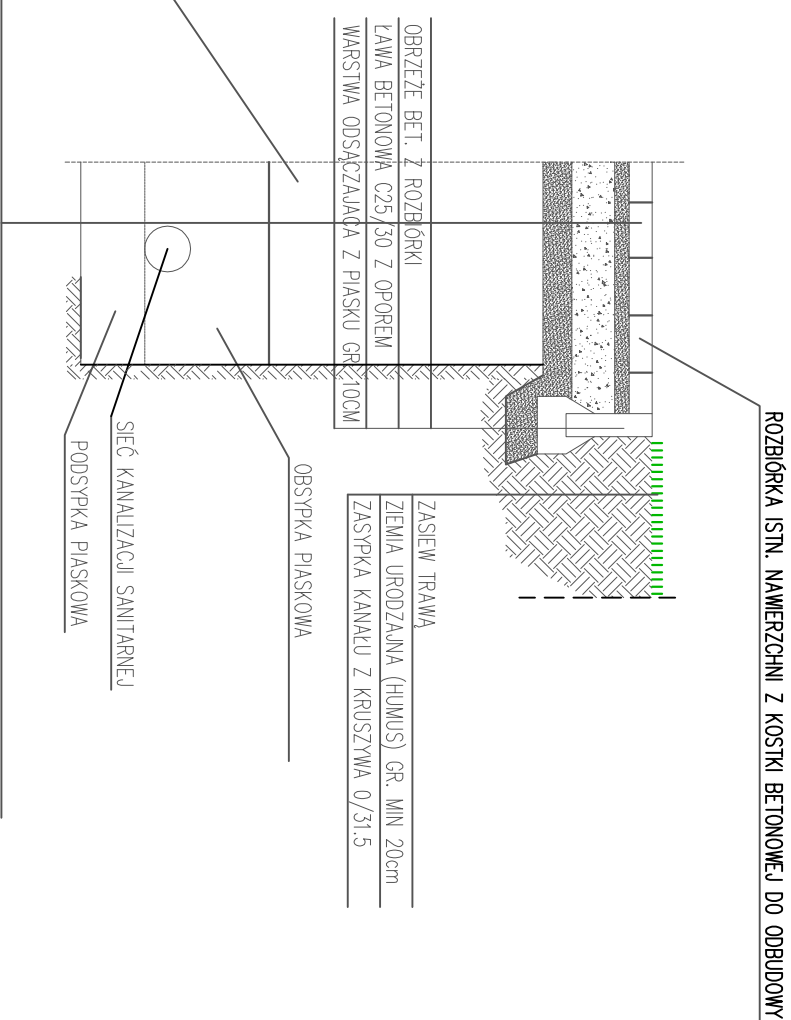 ROZBIÓRKA ISTN. NAWIERZCHNI Z KOSTKI BETONOWEJ DO ODBUDOWY
OBRZEŻE BET. Z ROZBIÓRKI
ŁAWA BETONOWA C25/30 Z OPOREM
WARSTWA ODSĄCZAJĄCA Z PIASKU GR 10CM
ZASIEW TRAWĄ
ZIEMIA URODZAJNA (HUMUS) GR. MIN 20cm
ZASYPKA KANAŁU Z KRUSZYWA 0/31.5
OBSYPKA PIASKOWA
SIEĆ KANALIZACJI SANITARNEJ
PODSYPKA PIASKOWA